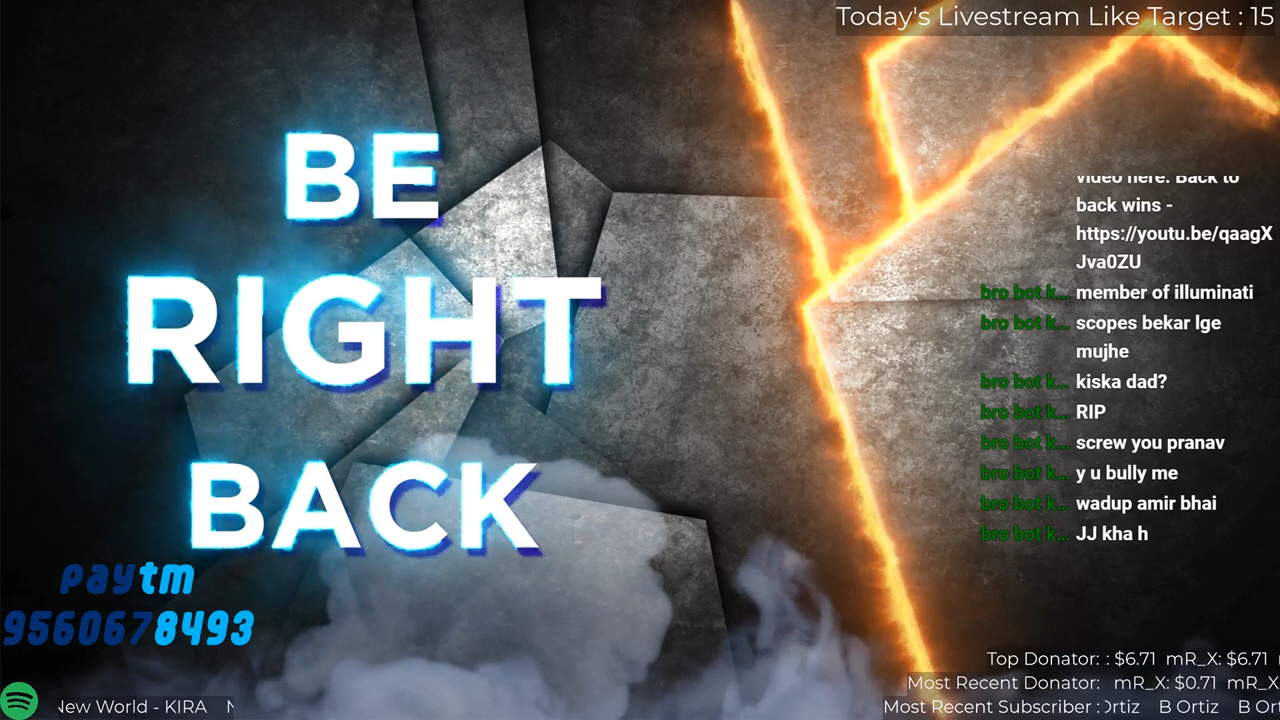 Today's Livestream Like Target : 15
BE
RIGHT
BACK
video here. Back to
back wins -
https://youtu.be/qaagX
Jva0ZU
bro bot k... member of illuminati
bro bot k... scopes bekar lge
mujhe
bro bot k... kiska dad?
bro bot k... RIP
bro bot k... screw you pranav
bro bot k... y u bully me
bro bot k... wadup amir bhai
bro bot k... JJ kha h
paytm
9560678493
Top Donator: : $6.71 mR_X: $6.71
Most Recent Donator: mR_X: $0.71 mR_X
Most Recent Subscriber : Ortiz B Ortiz B Or
New World - KIRA